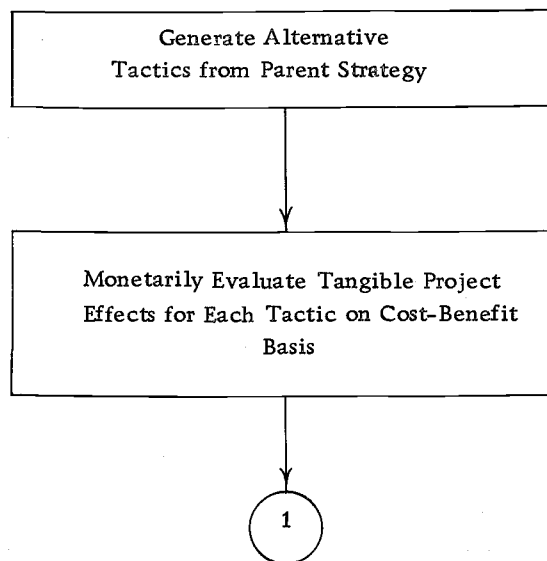 Generate Alternative
Tactics from Parent Strategy
Monetarily Evaluate Tangible Project
Effects for Each Tactic on Cost-Benefit
Basis
1